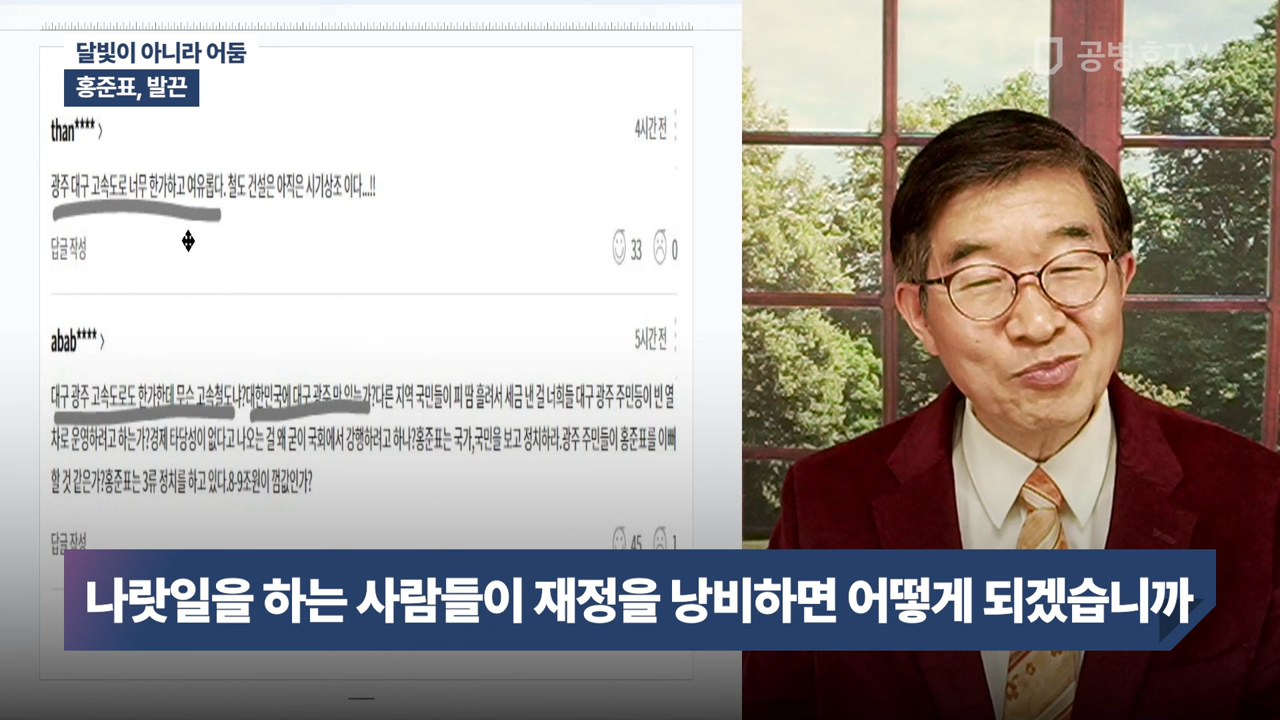 달빛이 아니라 어둠
홍준표, 발끈
공병호TV
than**** 〉
4시간 전
광주 대구 고속도로 너무 한가하고 여유롭다. 철도 건설은 아직은 시기상조 이다...!!
답글 작성
33
0
abab**** 〉
5시간 전
대구 광주 고속도로도 한가한데 무슨 고속철도냐?대한민국에 대구 광주 만 있는가?다른 지역 국민들이 피 땀 흘려서 세금 낸 걸 너희들 대구 광주 주민등이 빈 열
차로 운영하려고 하는가?경제 타당성이 없다고 나오는 걸 왜 굳이 국회에서 강행하려고 하나?홍준표는 국가,국민을 보고 정치하라.광주 주민들이 홍준표를 이뻐
할 것 같은가?홍준표는 3류 정치를 하고 있다.8-9조원이 껌값인가?
답글 작성
45
1
나랏일을 하는 사람들이 재정을 낭비하면 어떻게 되겠습니까